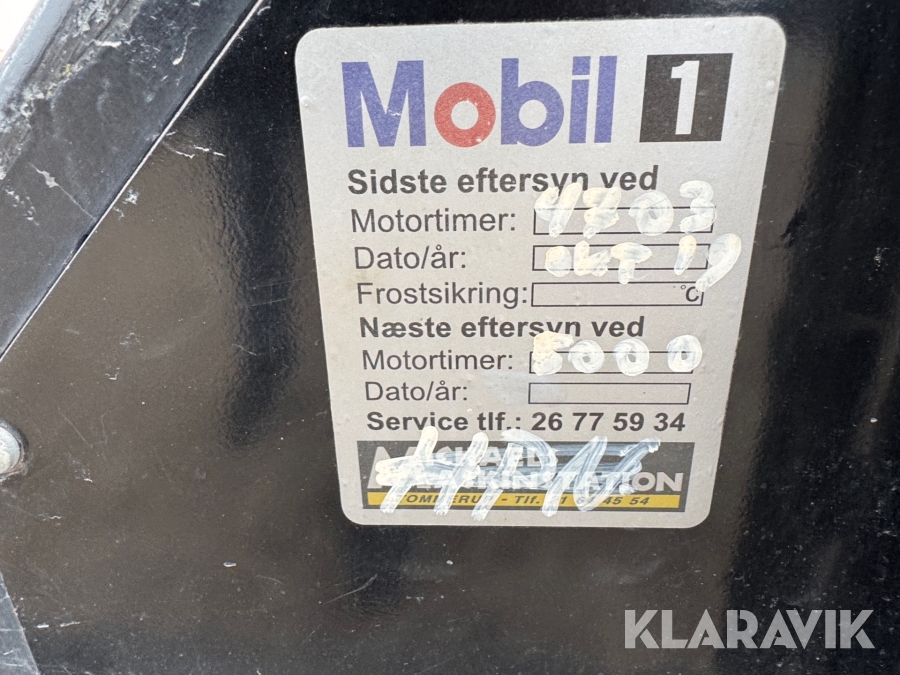 Mobil 1
Sidste eftersyn ved
Motortimer: 4703
Dato/år: okt 19
Frostsikring: °C
Næste eftersyn ved
Motortimer: 5000
Dato/år:
Service tlf.: 26 77 59 34
KLARAVIK